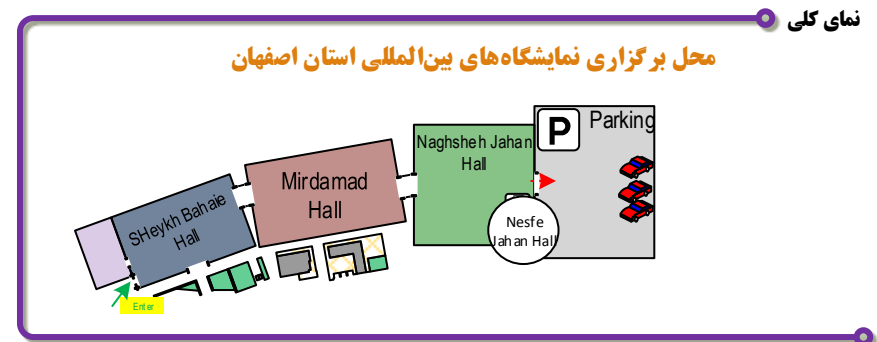 نمای کلی
محل برگزاری نمایشگاه‌های بین‌المللی استان اصفهان
P
Parking
Naghsheh Jahan
Hall
Mirdamad
Hall
SHeykh Bahaie
Hall
Nesfe
Jahan Hall
Enter